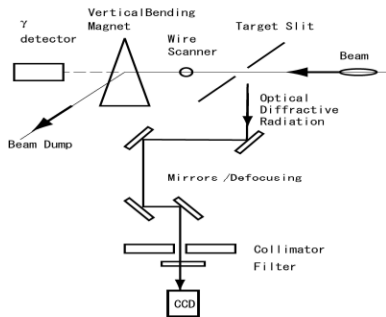 γ
detector
VerticalBending
Magnet
Wire
Scanner
Target Slit
Beam
Optical
Diffractive
Radiation
Beam Dump
Mirrors /Defocusing
Collimator
Filter
CCD